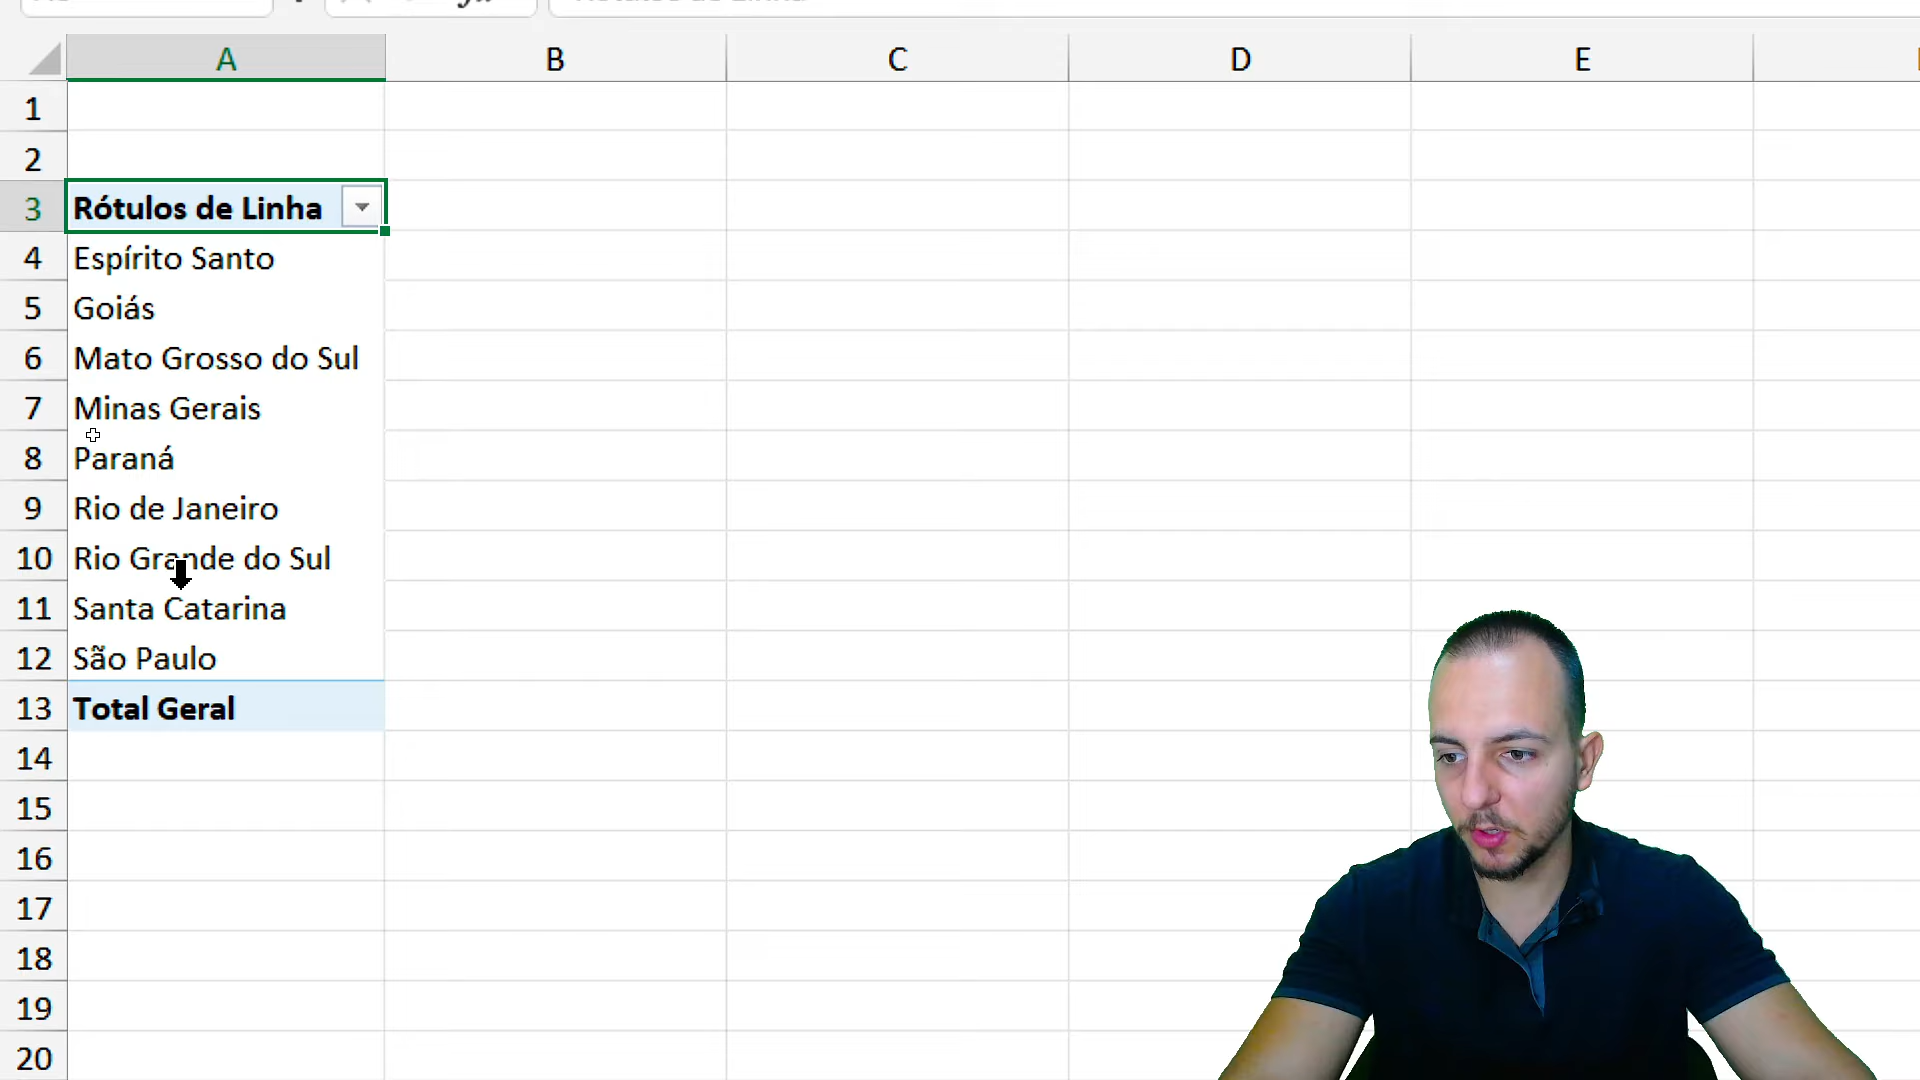 A B C D E
1
2
3 Rótulos de Linha
4 Espírito Santo
5 Goiás
6 Mato Grosso do Sul
7 Minas Gerais
8 Paraná
9 Rio de Janeiro
10 Rio Grande do Sul
11 Santa Catarina
12 São Paulo
13 Total Geral
14
15
16
17
18
19
20